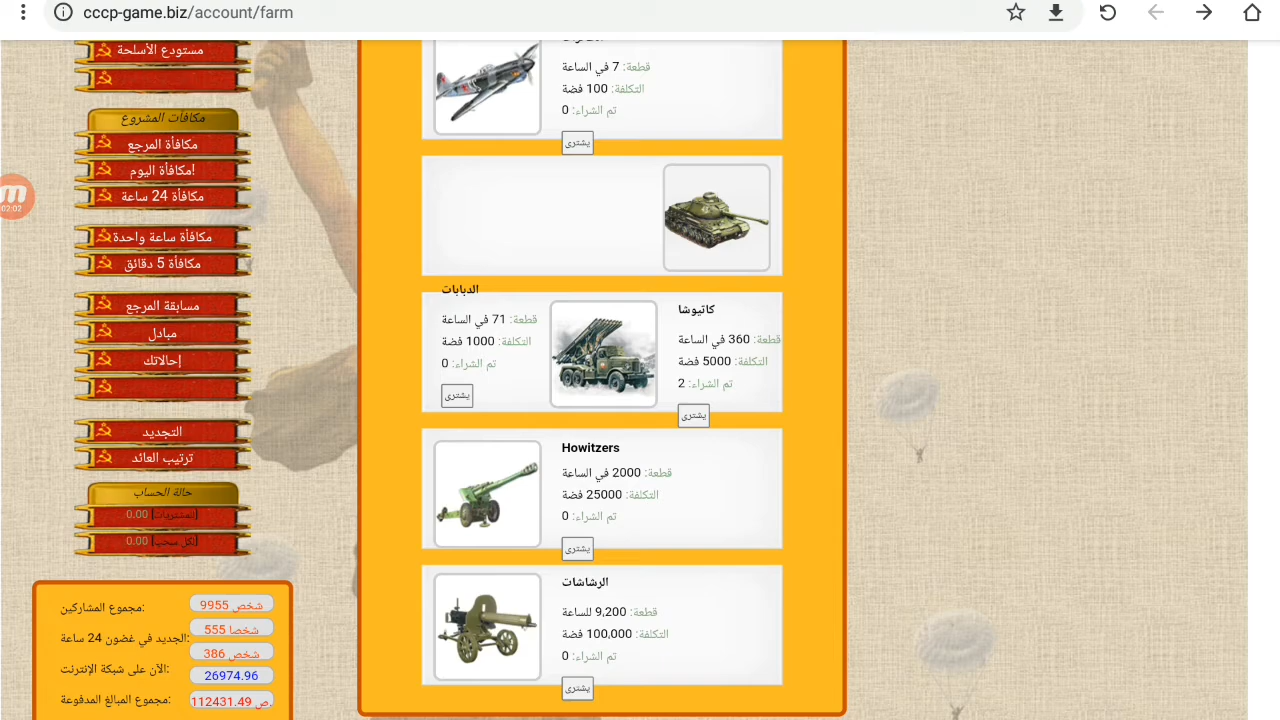 cccp-game.biz/account/farm
مستودع الأسلحة
مكافآت المشروع
مكافأة المرجع
مكافأة اليوم!
مكافأة 24 ساعة
مكافأة ساعة واحدة
مكافأة 5 دقائق
مسابقة المرجع
مبادل
إحالاتك
التجديد
ترتيب العائد
حالة الحساب
[للمشتريات] 0.00
[لكل سحب] 0.00
مجموع المشاركين:
9955 شخص
الجديد في غضون 24 ساعة:
555 شخصا
386 شخص
الآن على شبكة الإنترنت:
26974.96
مجموع المبالغ المدفوعة:
112431.49 ص.
02:02
قطعة: 7 في الساعة
التكلفة: 100 فضة
تم الشراء: 0
يشترى
الدبابات
قطعة: 71 في الساعة
التكلفة: 1000 فضة
تم الشراء: 0
يشترى
كاتيوشا
قطعة: 360 في الساعة
التكلفة: 5000 فضة
تم الشراء: 2
يشترى
Howitzers
قطعة: 2000 في الساعة
التكلفة: 25000 فضة
تم الشراء: 0
يشترى
الرشاشات
قطعة: 9,200 للساعة
التكلفة: 100,000 فضة
تم الشراء: 0
يشترى